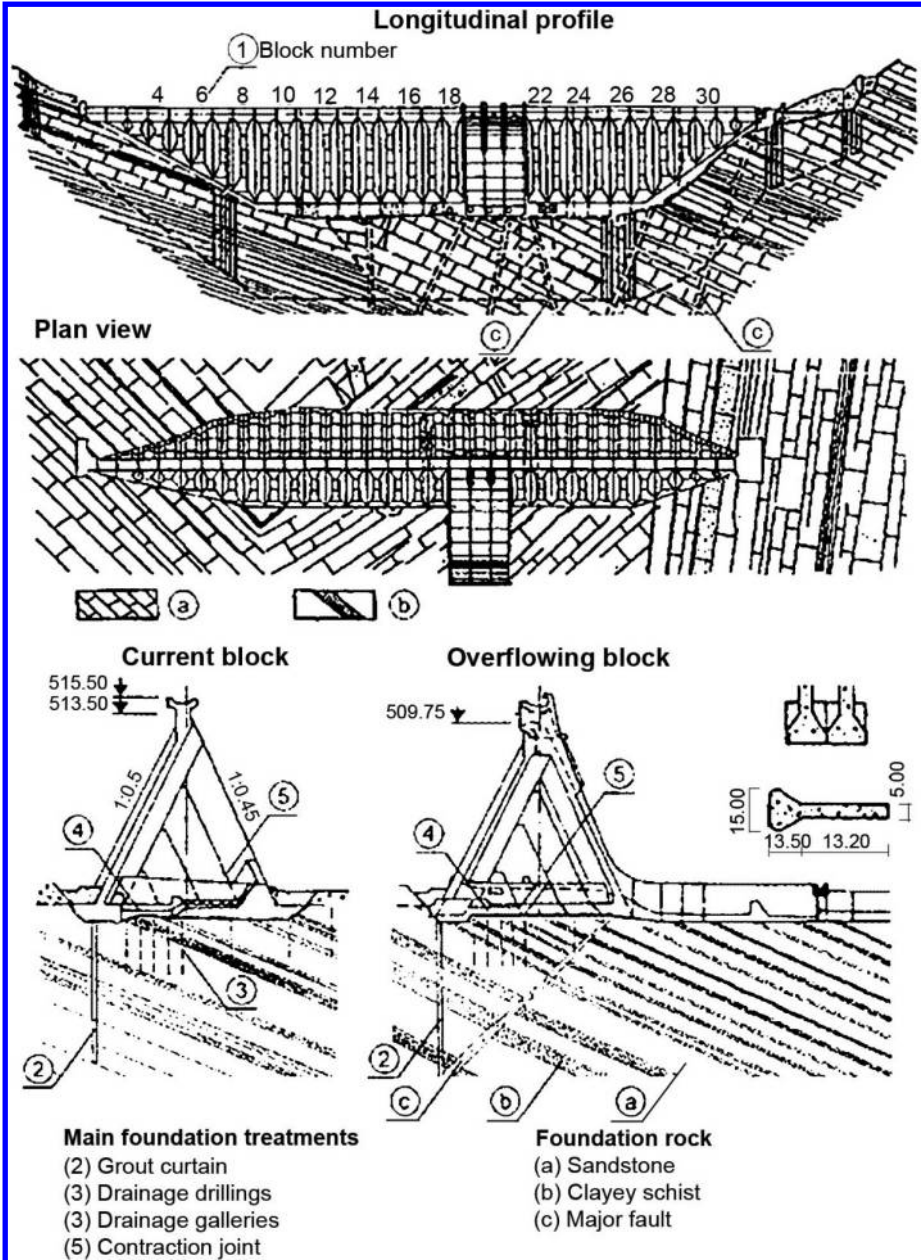 Longitudinal profile
1 Block number
4 6 8 10 12 14 16 18 22 24 26 28 30
c c
Plan view
a b
Current block Overflowing block
515.50
513.50
509.75
1:0.5
1:0.45
5
4
5
4
15.00
5.00
13.50 13.20
3
2
2
c b a
Main foundation treatments
(2) Grout curtain
(3) Drainage drillings
(3) Drainage galleries
(5) Contraction joint
Foundation rock
(a) Sandstone
(b) Clayey schist
(c) Major fault